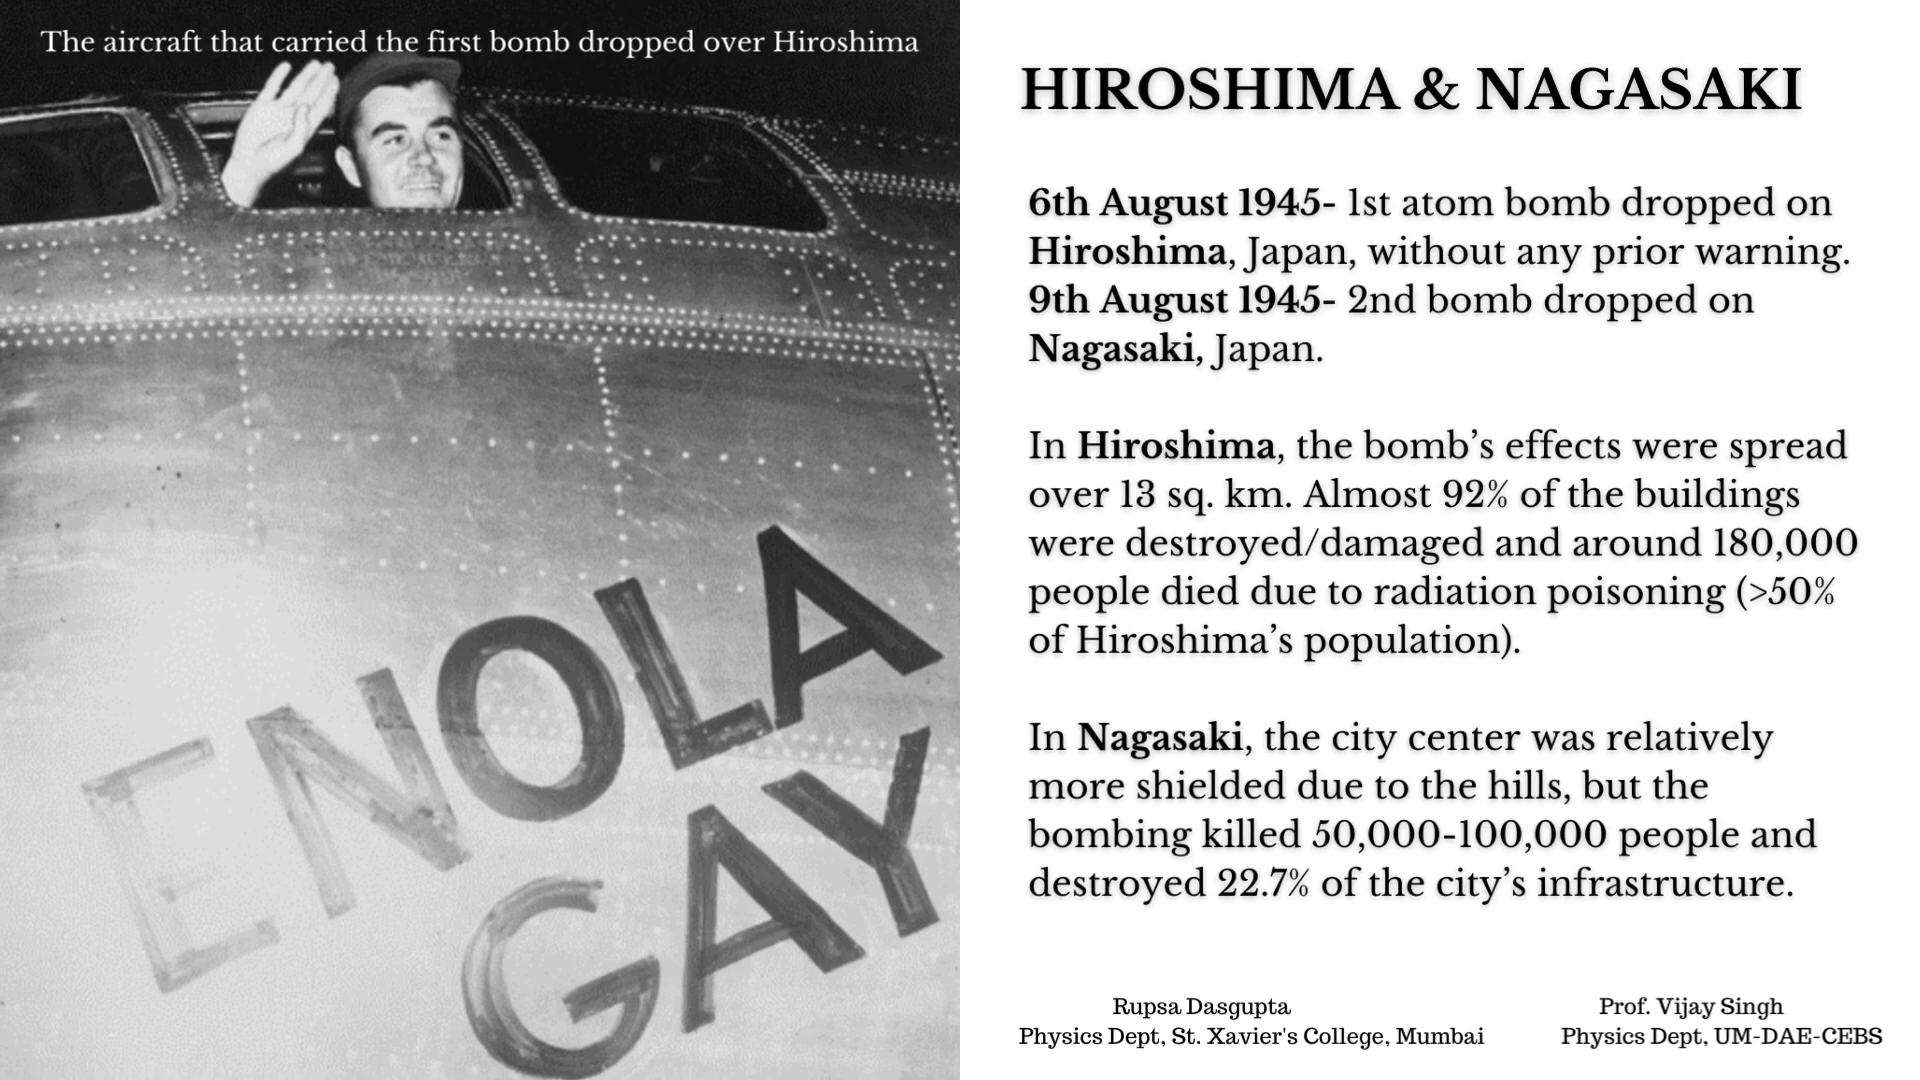 The aircraft that carried the first bomb dropped over Hiroshima
ENOLA
GAY
HIROSHIMA & NAGASAKI
6th August 1945- 1st atom bomb dropped on
Hiroshima, Japan, without any prior warning.
9th August 1945- 2nd bomb dropped on
Nagasaki, Japan.
In Hiroshima, the bomb’s effects were spread
over 13 sq. km. Almost 92% of the buildings
were destroyed/damaged and around 180,000
people died due to radiation poisoning (>50%
of Hiroshima’s population).
In Nagasaki, the city center was relatively
more shielded due to the hills, but the
bombing killed 50,000-100,000 people and
destroyed 22.7% of the city’s infrastructure.
Rupsa Dasgupta
Physics Dept, St. Xavier's College, Mumbai
Prof. Vijay Singh
Physics Dept, UM-DAE-CEBS